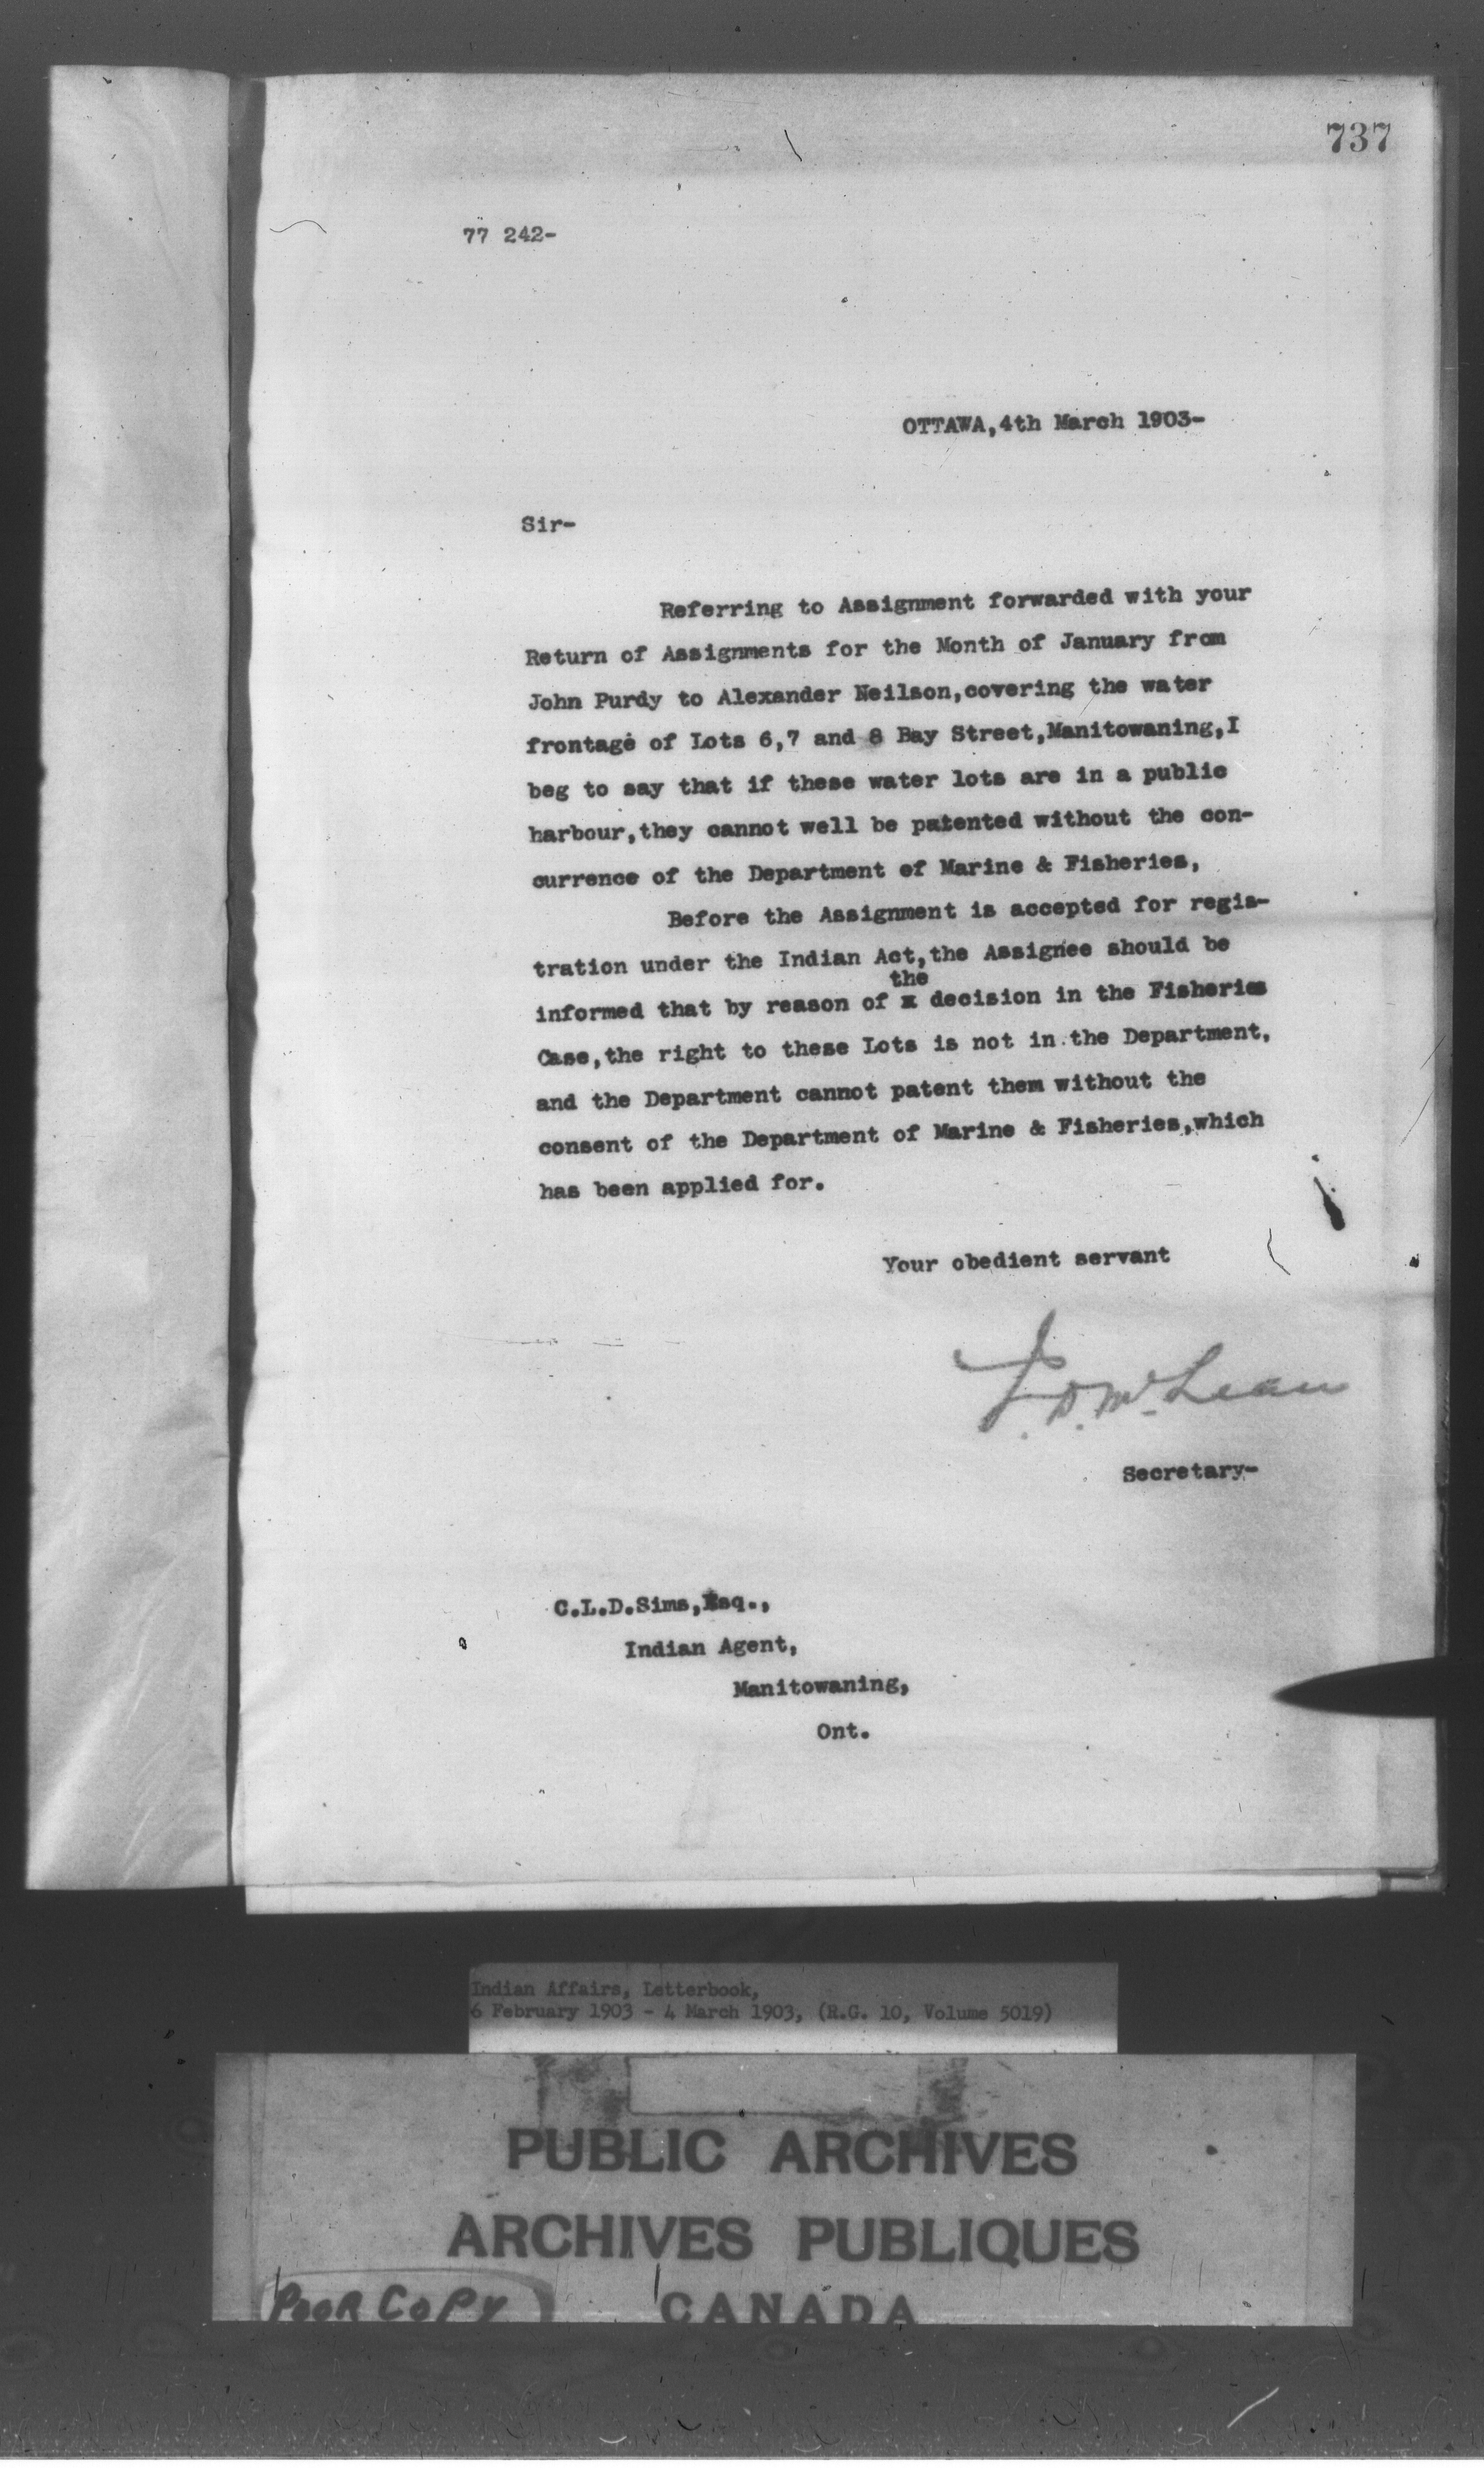 737
77 242-
OTTAWA,4th March 1903-
Sir-
Referring to Assignment forwarded with your
Return of Assignments for the Month of January from
John Purdy to Alexander Neilson,covering the water
frontage of Lots 6,7 and 8 Bay Street,Manitowaning,I
beg to say that if these water lots are in a public
harbour,they cannot well be patented without the con-
currence of the Department of Marine & Fisheries,
Before the Assignment is accepted for regis-
tration under the Indian Act,the Assignee should be
the
informed that by reason of x decision in the Fisheries
Case,the right to these Lots is not in the Department,
and the Department cannot patent them without the
consent of the Department of Marine & Fisheries,which
has been applied for.
Your obedient servant
J.D.McLean
Secretary-
C.L.D.Sims,Esq.,
Indian Agent,
Manitowaning,
Ont.
Indian Affairs, Letterbook,
6 February 1903 - 4 March 1903, (R.G. 10, Volume 5019)
PUBLIC ARCHIVES
ARCHIVES PUBLIQUES
POOR COPY
CANADA